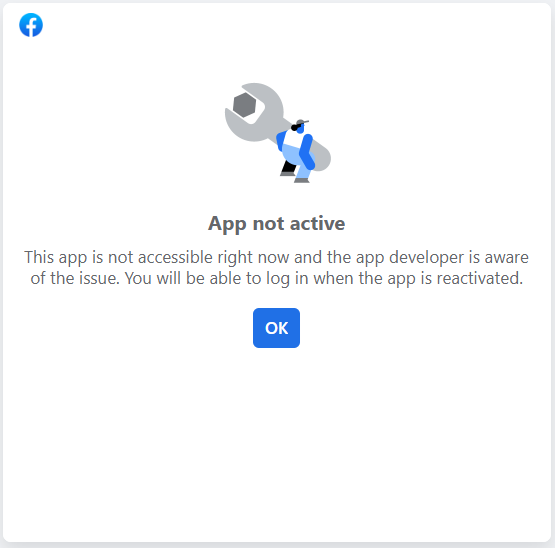 App not active
This app is not accessible right now and the app developer is aware
of the issue. You will be able to log in when the app is reactivated.
OK